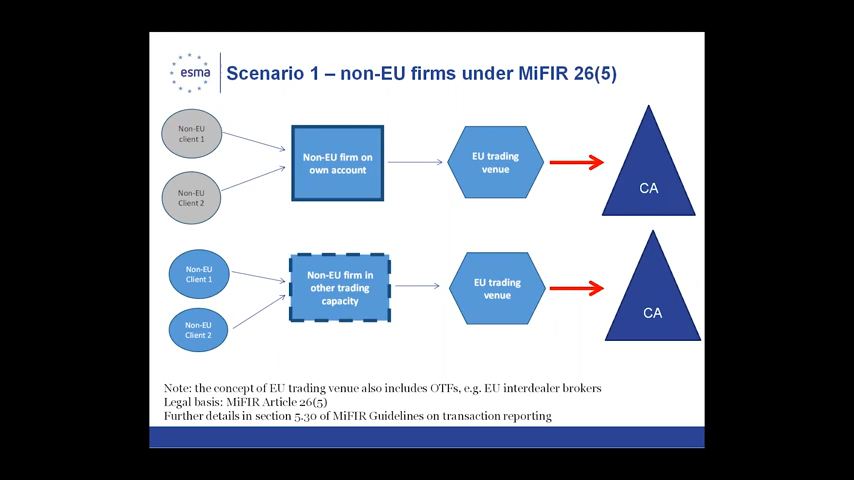 esma
Scenario 1 – non-EU firms under MiFIR 26(5)
Non-EU
client 1
Non-EU
Client 2
Non-EU firm on
own account
EU trading
venue
CA
Non-EU
Client 1
Non-EU
Client 2
Non-EU firm in
other trading
capacity
EU trading
venue
CA
Note: the concept of EU trading venue also includes OTFs, e.g. EU interdealer brokers
Legal basis: MiFIR Article 26(5)
Further details in section 5.30 of MiFIR Guidelines on transaction reporting